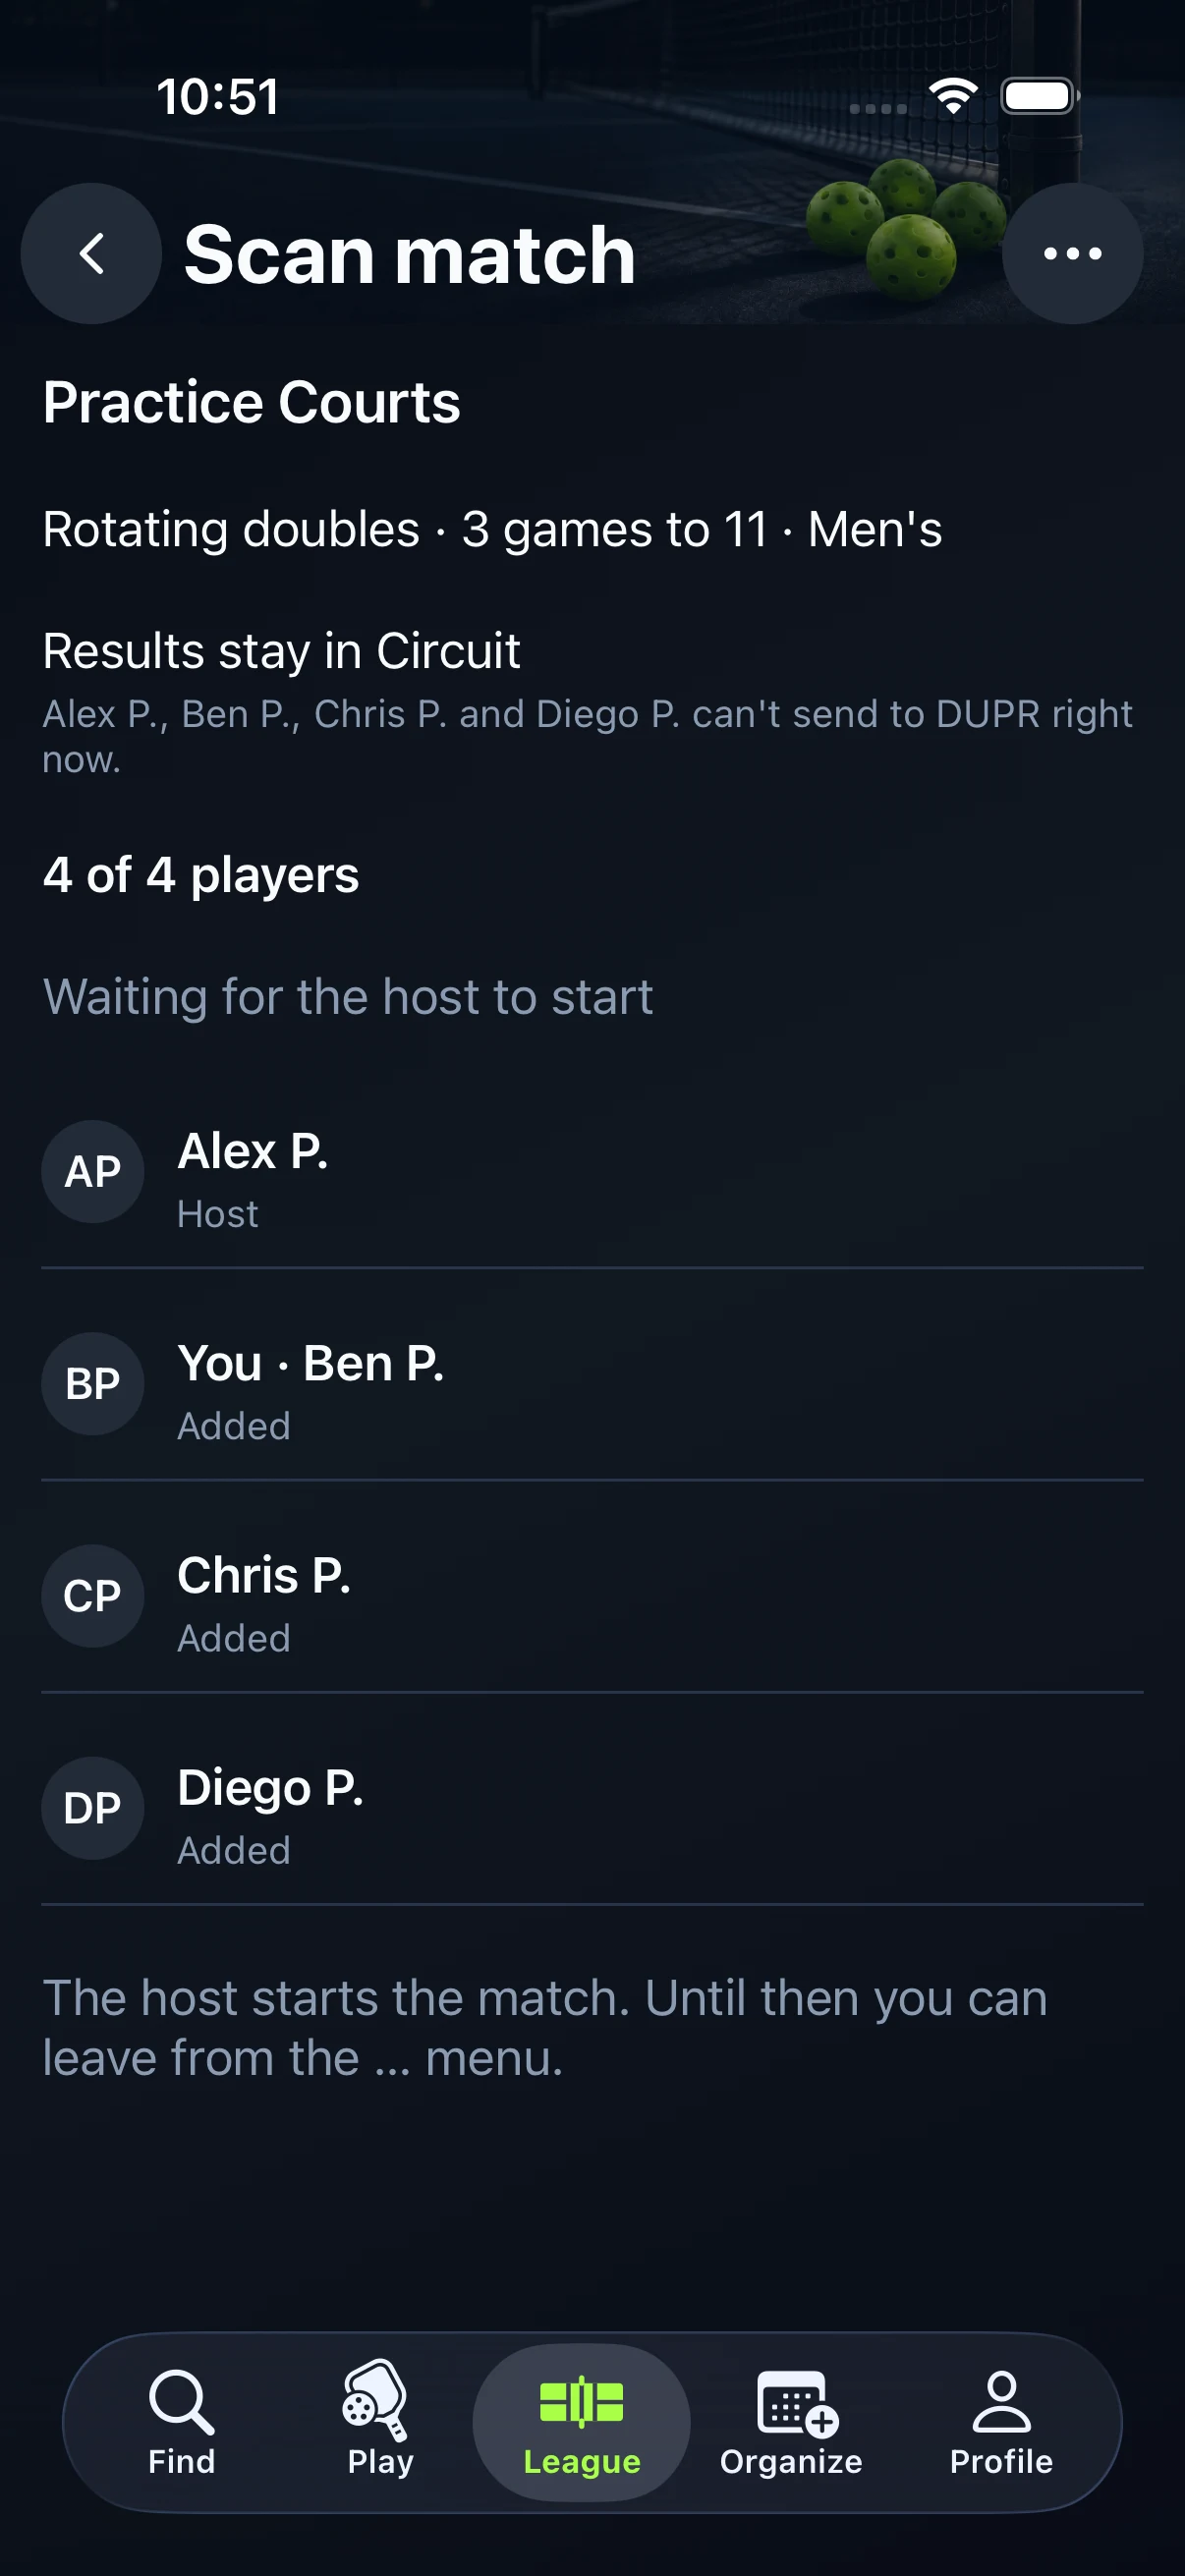 10:51
Scan match
Practice Courts
Rotating doubles · 3 games to 11 · Men's
Results stay in Circuit
Alex P., Ben P., Chris P. and Diego P. can't send to DUPR right
now.
4 of 4 players
Waiting for the host to start
AP
Alex P.
Host
BP
You · Ben P.
Added
CP
Chris P.
Added
DP
Diego P.
Added
The host starts the match. Until then you can
leave from the ... menu.
Find
Play
League
Organize
Profile